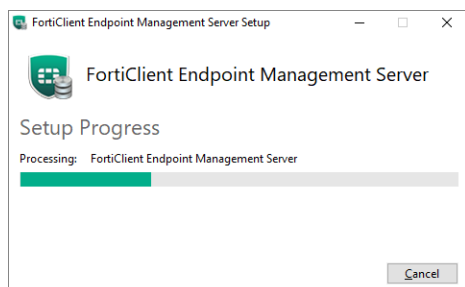 FortiClient Endpoint Management Server Setup
FortiClient Endpoint Management Server
Setup Progress
Processing: FortiClient Endpoint Management Server
Cancel